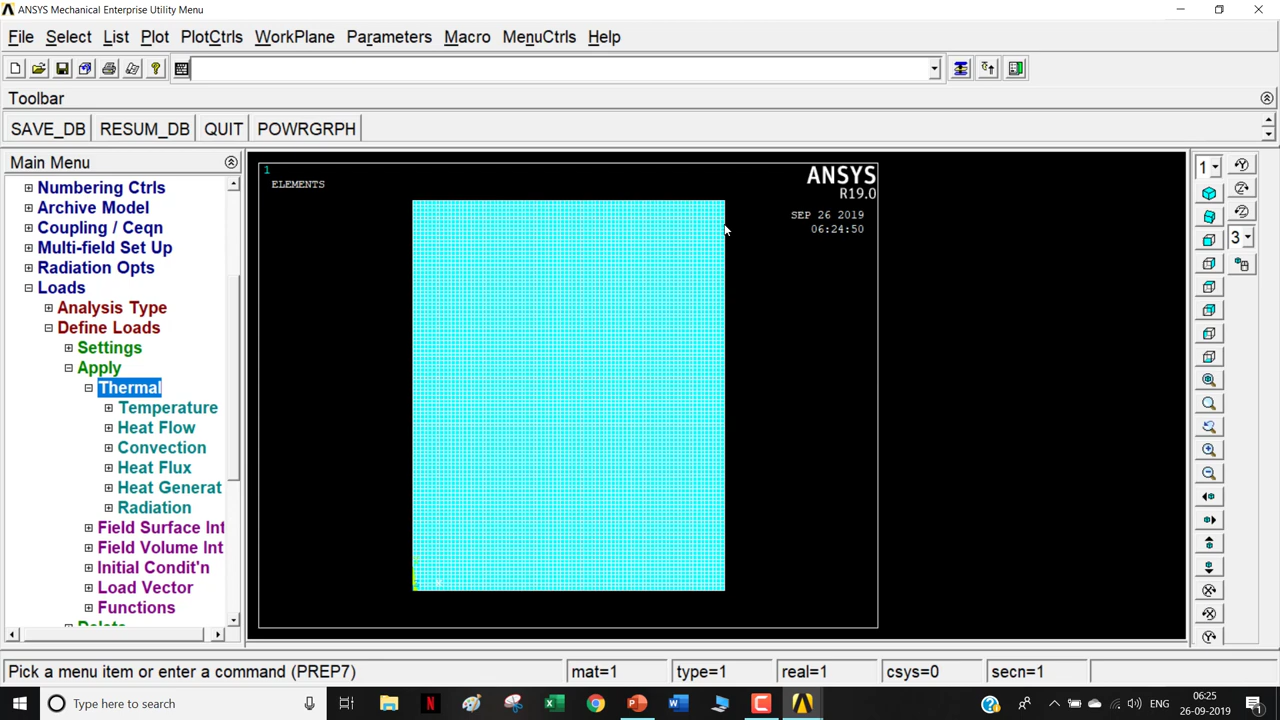 ANSYS Mechanical Enterprise Utility Menu
File Select List Plot PlotCtrls WorkPlane Parameters Macro MenuCtrls Help
Toolbar
SAVE_DB RESUM_DB QUIT POWRGRPH
Main Menu
Numbering Ctrls
Archive Model
Coupling / Ceqn
Multi-field Set Up
Radiation Opts
Loads
Analysis Type
Define Loads
Settings
Apply
Thermal
Temperature
Heat Flow
Convection
Heat Flux
Heat Generat
Radiation
Field Surface Int
Field Volume Int
Initial Condit'n
Load Vector
Functions
Delete
1
ELEMENTS
ANSYS
R19.0
SEP 26 2019
06:24:50
1
3
Pick a menu item or enter a command (PREP7) mat=1 type=1 real=1 csys=0 secn=1
Type here to search
ENG
06:25
26-09-2019